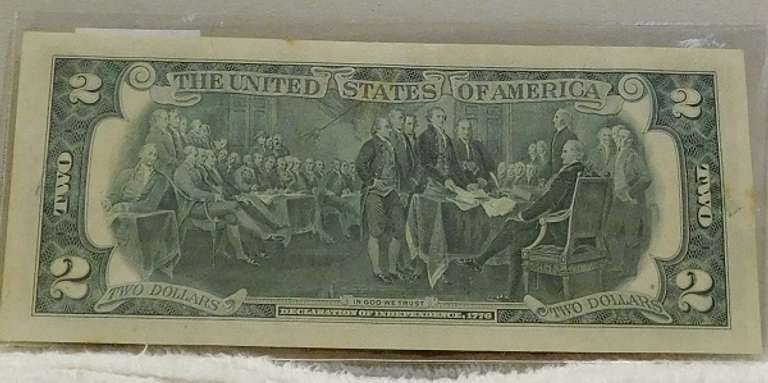 2 THE UNITED STATES OF AMERICA 2
TWO TWO
2 TWO DOLLARS IN GOD WE TRUST TWO DOLLARS 2
DECLARATION OF INDEPENDENCE, 1776